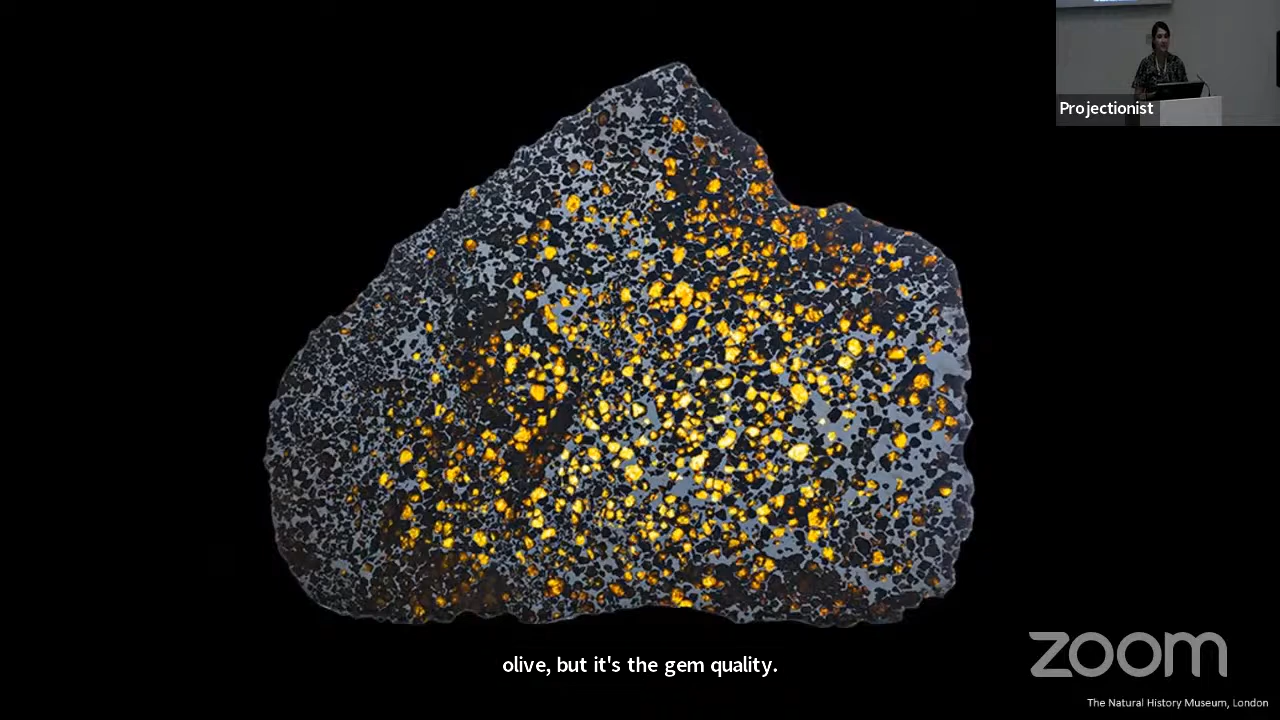 Projectionist
olive, but it's the gem quality.
zoom
The Natural History Museum, London